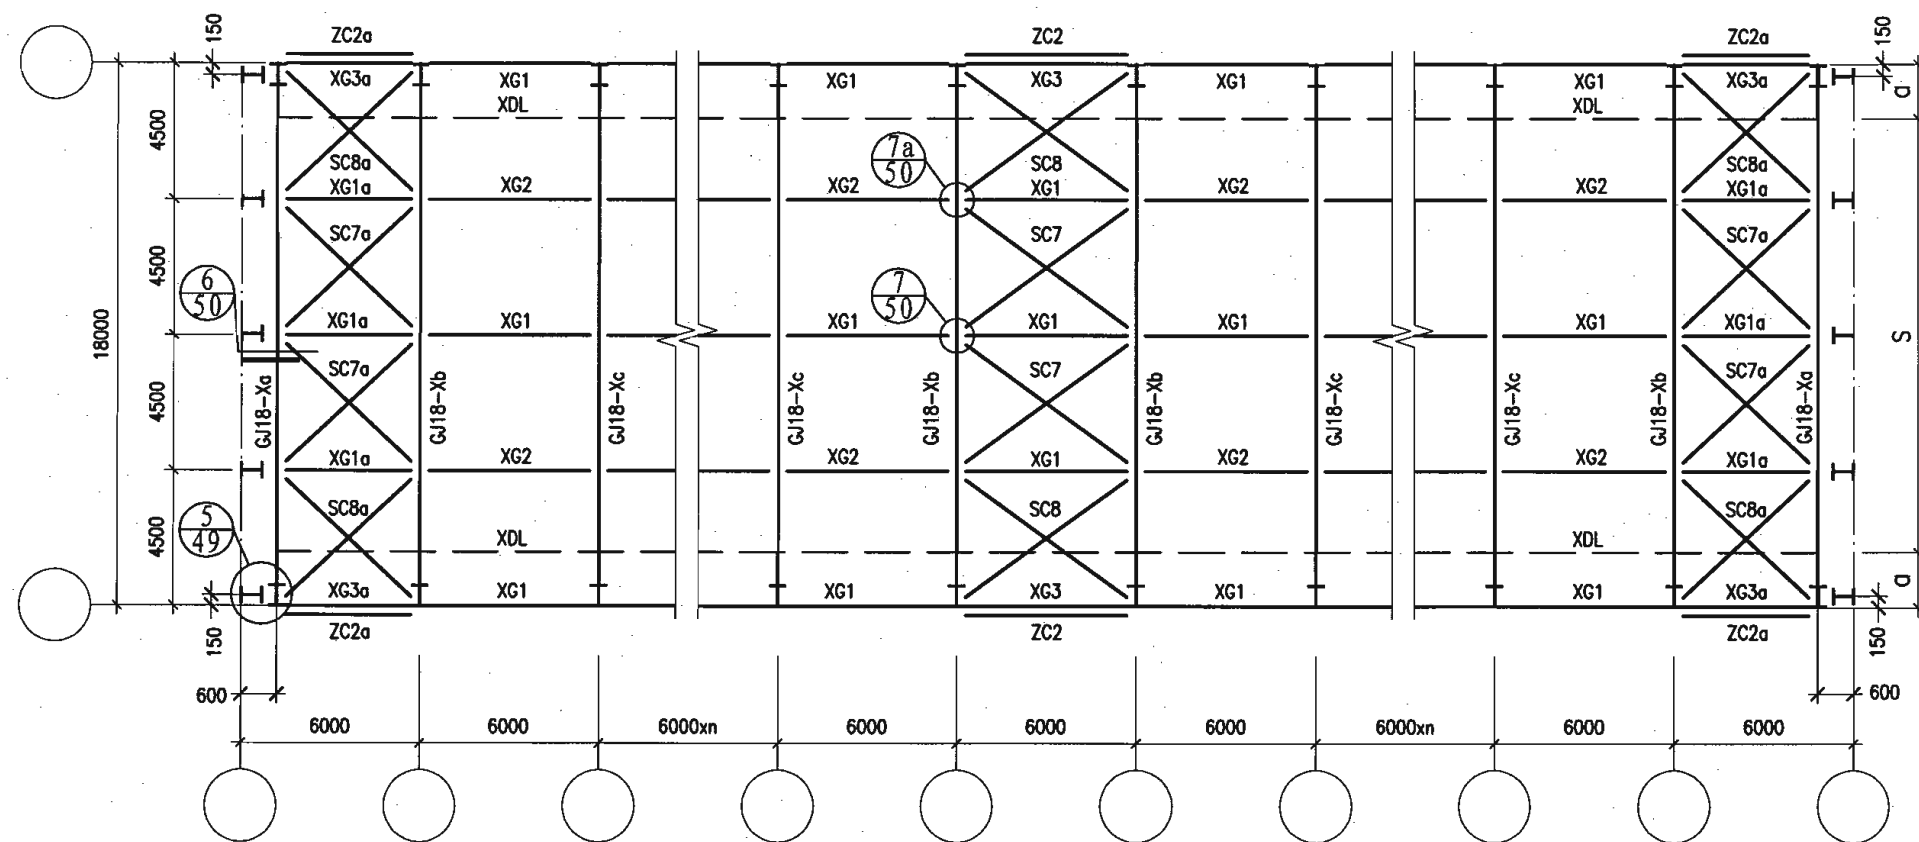 150 ZC2a ZC2 ZC2a 150
XG3a XG1 XG1 XG3 XG1 XG1 XG3a
XDL XDL a
4500 7a
50
SC8a SC8 SC8a
XG1a XG2 XG2 XG1 XG2 XG2 XG1a
SC7a SC7 SC7a
4500
6
50
7
50
XG1a XG1 XG1 XG1 XG1 XG1 XG1a
18000 S
SC7a SC7 SC7a
4500 GJ18-Xa GJ18-Xb GJ18-Xc GJ18-Xc GJ18-Xb GJ18-Xb GJ18-Xc GJ18-Xc GJ18-Xb GJ18-Xa
XG1a XG2 XG2 XG1 XG2 XG2 XG1a
SC8a SC8 SC8a
5
49
4500 XDL XDL
XG3a XG1 XG1 XG3 XG1 XG1 XG3a a
150 ZC2a ZC2 ZC2a 150
600 600
6000 6000 6000xn 6000 6000 6000 6000xn 6000 6000